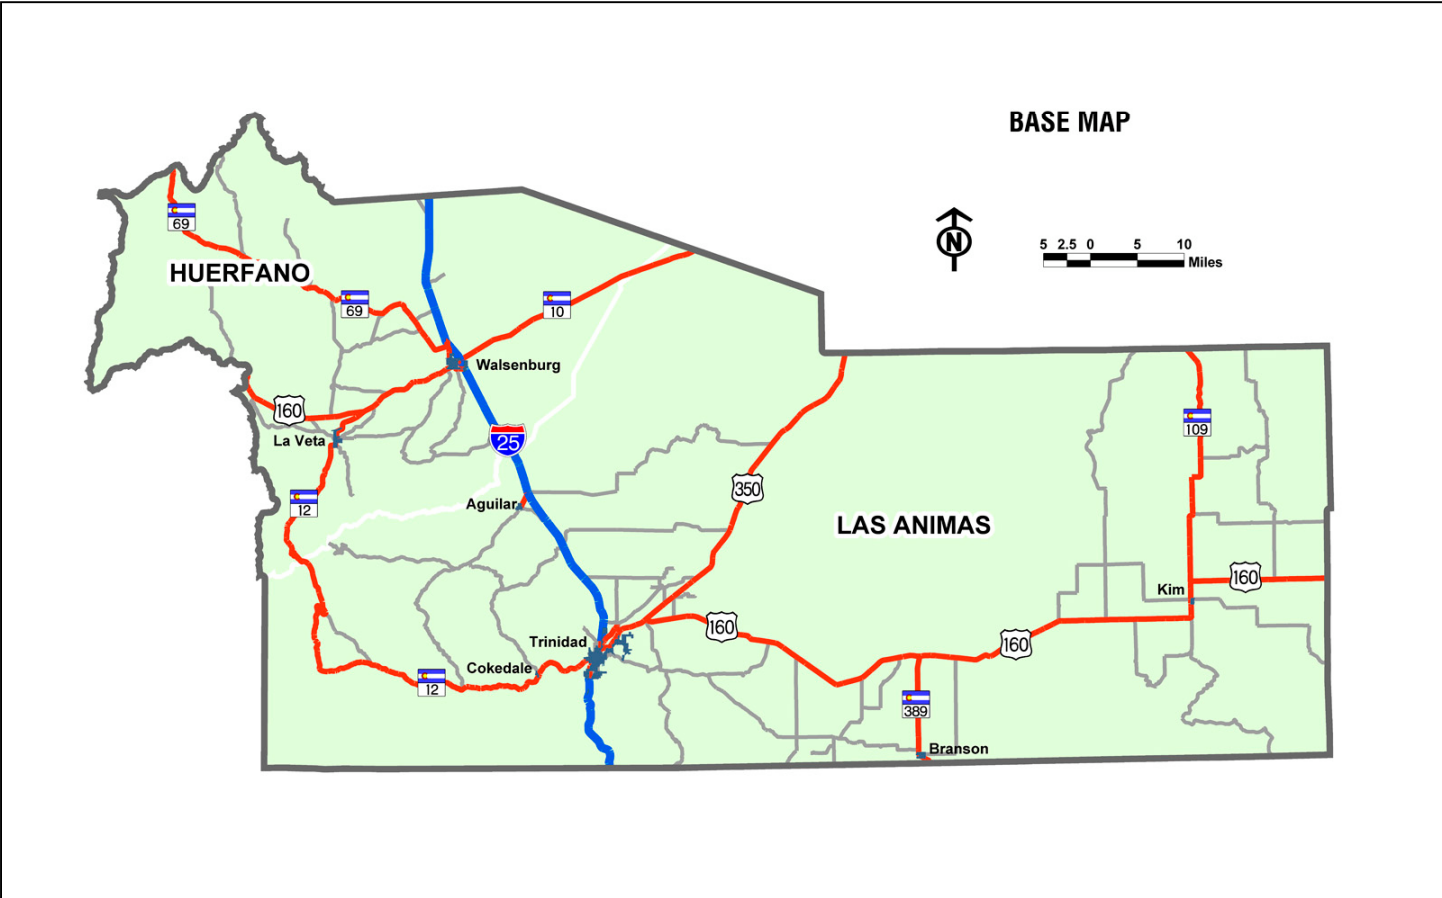 BASE MAP
69
N
5 2.5 0 5 10
Miles
HUERFANO
69
10
Walsenburg
160
109
La Veta
25
350
12
Aguilar
LAS ANIMAS
160
Kim
160
Trinidad
160
Cokedale
12
389
Branson